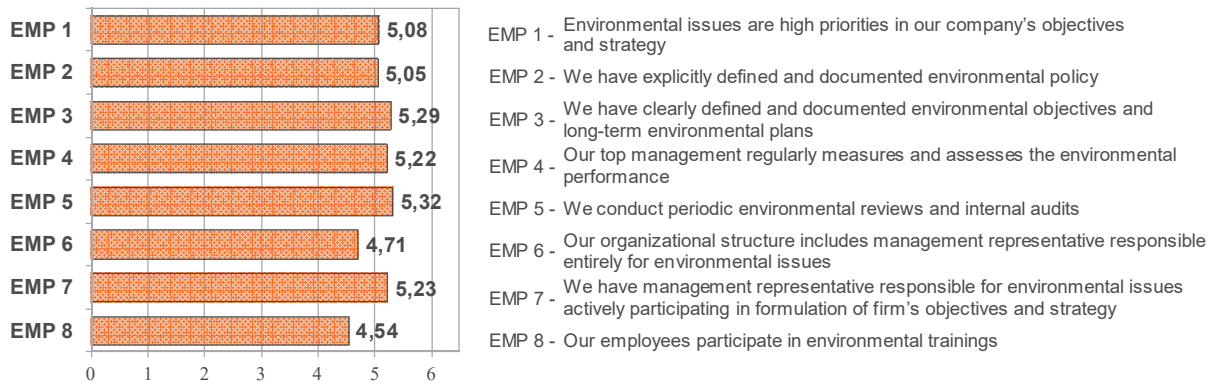 EMP 1
5,08
EMP 2
5,05
EMP 3
5,29
EMP 4
5,22
EMP 5
5,32
EMP 6
4,71
EMP 7
5,23
EMP 8
4,54
0 1 2 3 4 5 6
EMP 1 - Environmental issues are high priorities in our company's objectives
and strategy
EMP 2 - We have explicitly defined and documented environmental policy
EMP 3 - We have clearly defined and documented environmental objectives and
long-term environmental plans
EMP 4 - Our top management regularly measures and assesses the environmental
performance
EMP 5 - We conduct periodic environmental reviews and internal audits
EMP 6 - Our organizational structure includes management representative responsible
entirely for environmental issues
EMP 7 - We have management representative responsible for environmental issues
actively participating in formulation of firm's objectives and strategy
EMP 8 - Our employees participate in environmental trainings